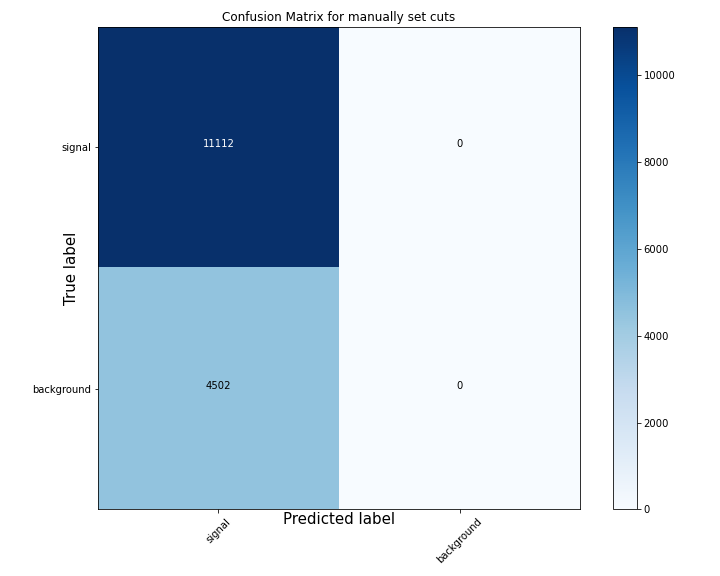 Confusion Matrix for manually set cuts
signal
11112
0
background
4502
0
True label
signal
background
Predicted label
10000
8000
6000
4000
2000
0